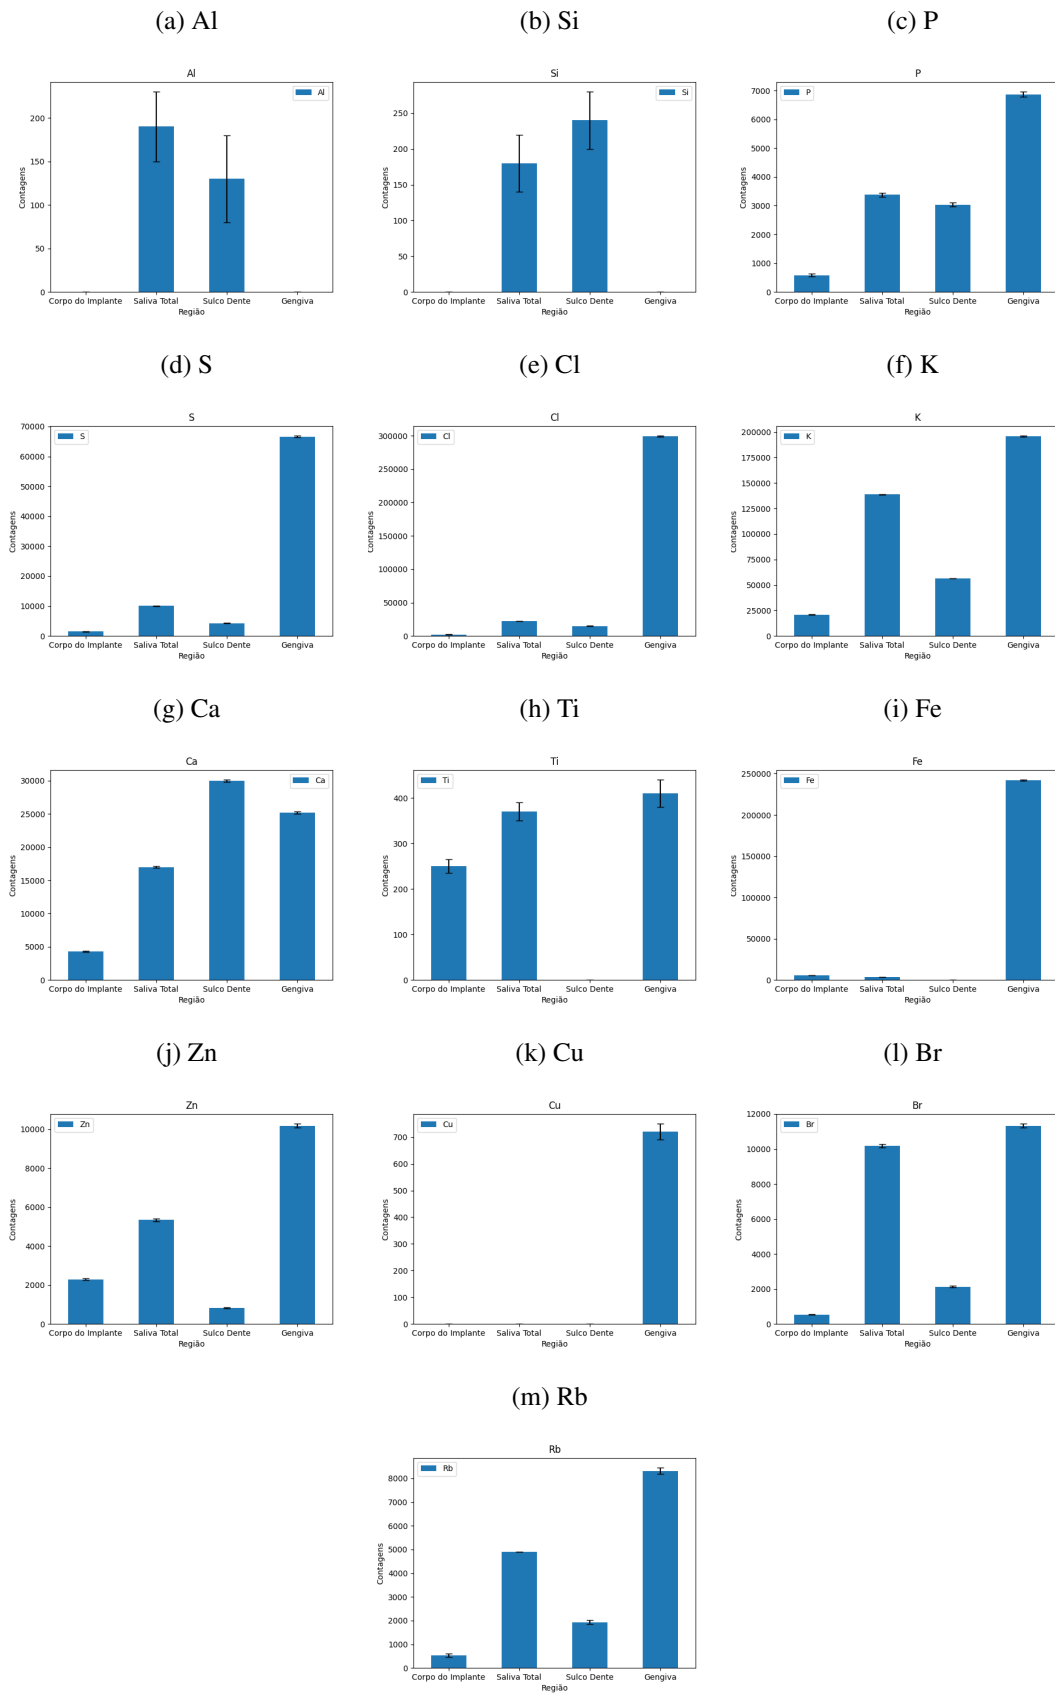 (a) Al
(b) Si
(c) P
Al
Al
250
200
150
100
50
0
Contagens
Corpo do Implante
Saliva Total
Sulco Dente
Gengiva
Região
Si
Si
250
200
150
100
50
0
Contagens
Corpo do Implante
Saliva Total
Sulco Dente
Gengiva
Região
P
P
7000
6000
5000
4000
3000
2000
1000
0
Contagens
Corpo do Implante
Saliva Total
Sulco Dente
Gengiva
Região
(d) S
(e) Cl
(f) K
S
S
70000
60000
50000
40000
30000
20000
10000
0
Contagens
Corpo do Implante
Saliva Total
Sulco Dente
Gengiva
Região
Cl
Cl
300000
250000
200000
150000
100000
50000
0
Contagens
Corpo do Implante
Saliva Total
Sulco Dente
Gengiva
Região
K
K
200000
175000
150000
125000
100000
75000
50000
25000
0
Contagens
Corpo do Implante
Saliva Total
Sulco Dente
Gengiva
Região
(g) Ca
(h) Ti
(i) Fe
Ca
Ca
30000
25000
20000
15000
10000
5000
0
Contagens
Corpo do Implante
Saliva Total
Sulco Dente
Gengiva
Região
Ti
Ti
400
300
200
100
0
Contagens
Corpo do Implante
Saliva Total
Sulco Dente
Gengiva
Região
Fe
Fe
250000
200000
150000
100000
50000
0
Contagens
Corpo do Implante
Saliva Total
Sulco Dente
Gengiva
Região
(j) Zn
(k) Cu
(l) Br
Zn
Zn
10000
8000
6000
4000
2000
0
Contagens
Corpo do Implante
Saliva Total
Sulco Dente
Gengiva
Região
Cu
Cu
700
600
500
400
300
200
100
0
Contagens
Corpo do Implante
Saliva Total
Sulco Dente
Gengiva
Região
Br
Br
12000
10000
8000
6000
4000
2000
0
Contagens
Corpo do Implante
Saliva Total
Sulco Dente
Gengiva
Região
(m) Rb
Rb
Rb
8000
7000
6000
5000
4000
3000
2000
1000
0
Contagens
Corpo do Implante
Saliva Total
Sulco Dente
Gengiva
Região